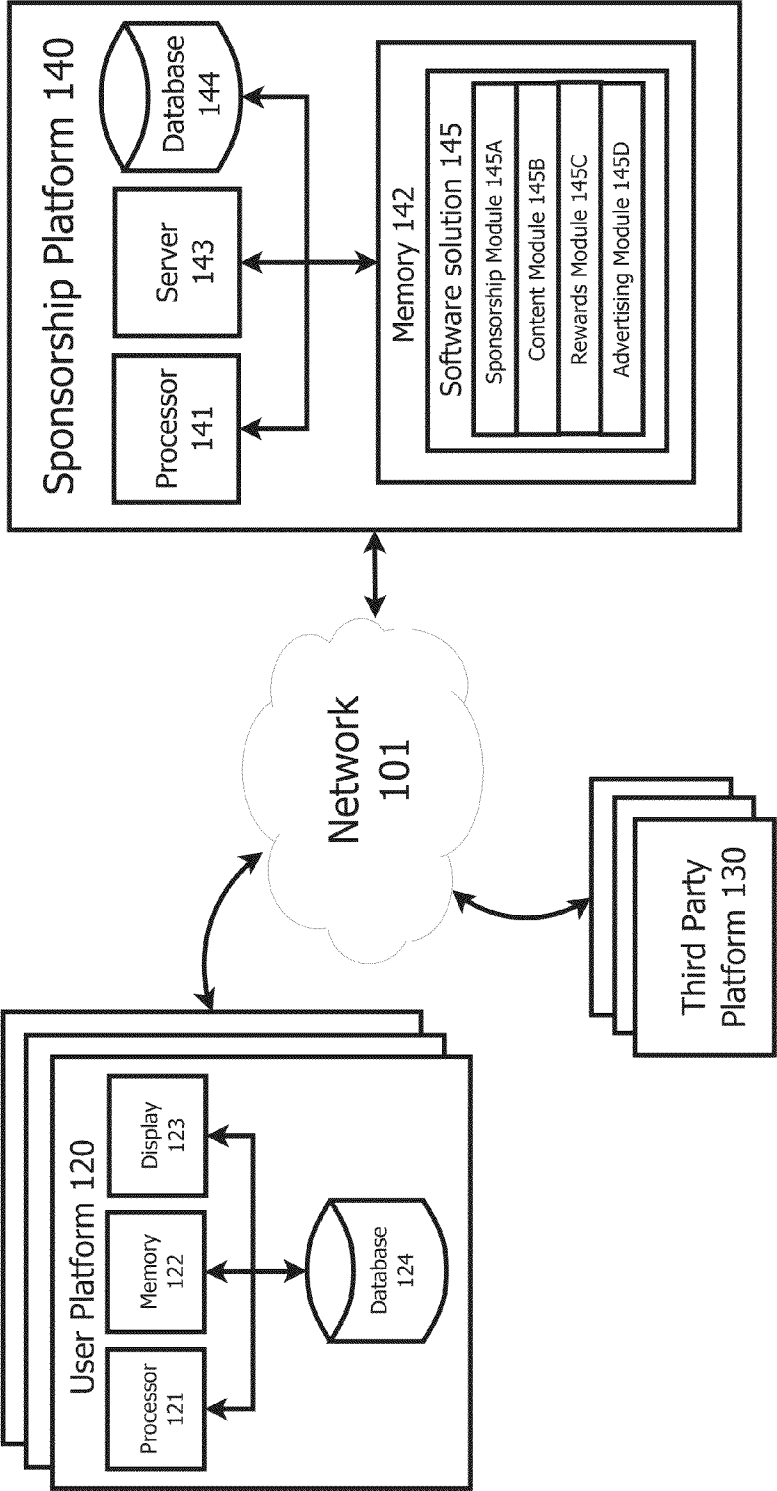 User Platform 120
Processor
121
Memory
122
Display
123
Database
124
Network
101
Third Party
Platform 130
Sponsorship Platform 140
Processor
141
Server
143
Database
144
Memory 142
Software solution 145
Sponsorship Module 145A
Content Module 145B
Rewards Module 145C
Advertising Module 145D